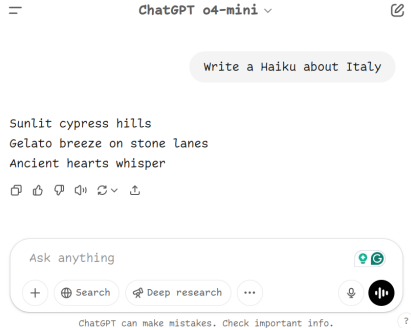 ChatGPT o4-mini
Write a Haiku about Italy
Sunlit cypress hills
Gelato breeze on stone lanes
Ancient hearts whisper
Ask anything
Search
Deep research
ChatGPT can make mistakes. Check important info.
?